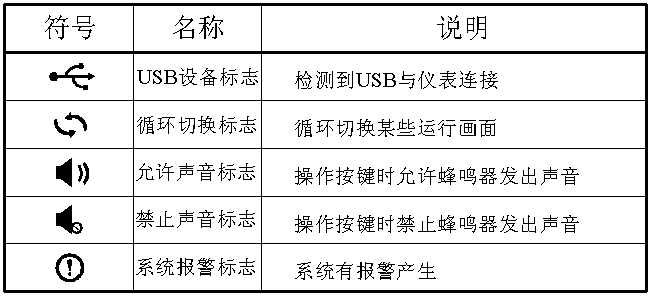 符号 名称 说明
USB设备标志 检测到USB与仪表连接
循环切换标志 循环切换某些运行画面
允许声音标志 操作按键时允许蜂鸣器发出声音
禁止声音标志 操作按键时禁止蜂鸣器发出声音
系统报警标志 系统有报警产生